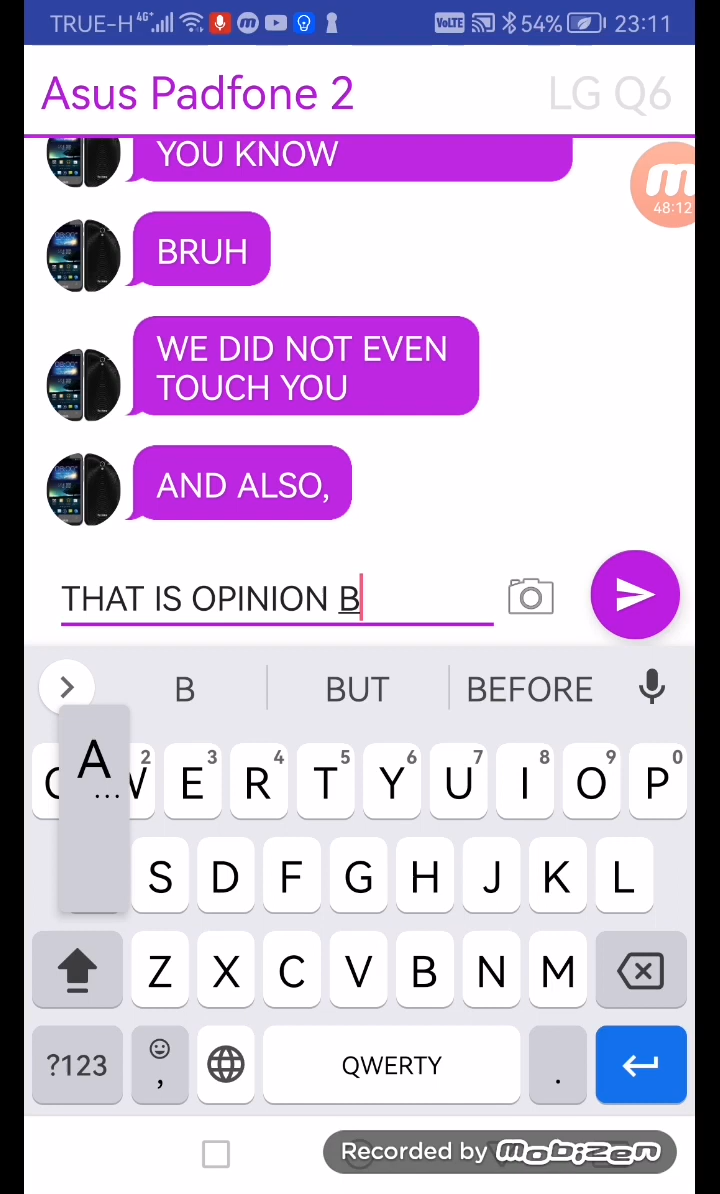 TRUE-H 4G+ VoLTE 54% 23:11
Asus Padfone 2 LG Q6
YOU KNOW
48:12
BRUH
WE DID NOT EVEN
TOUCH YOU
AND ALSO,
THAT IS OPINION B
B BUT BEFORE
A
...
2 3 4 5 6 7 8 9 0
E R T Y U I O P
S D F G H J K L
Z X C V B N M
?123 , QWERTY .
Recorded by mobizen